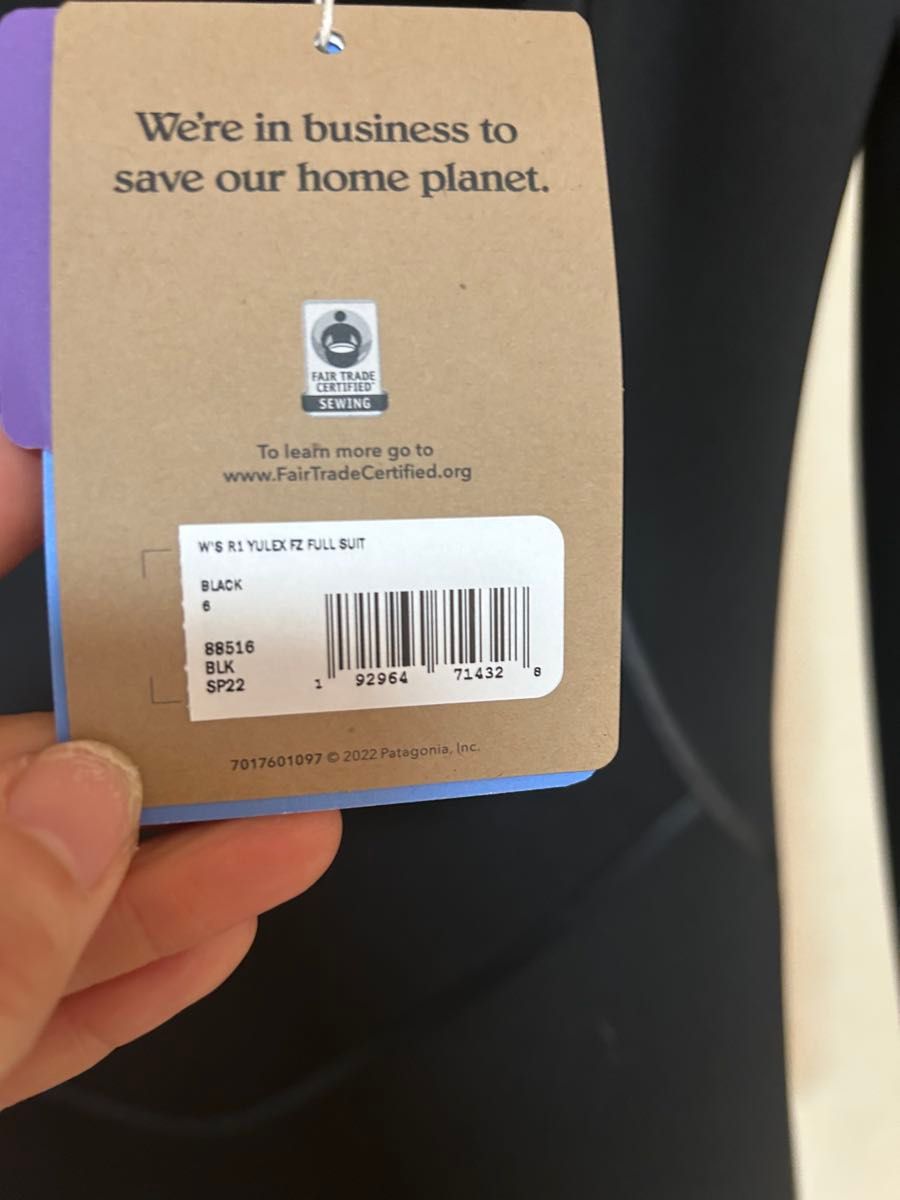 We're in business to
save our home planet.
FAIR TRADE
CERTIFIED™
SEWING
To learn more go to
www.FairTradeCertified.org
W'S R1 YULEX FZ FULL SUIT
BLACK
6
88516
BLK
SP22
1 92964 71432 8
7017601097 © 2022 Patagonia, Inc.